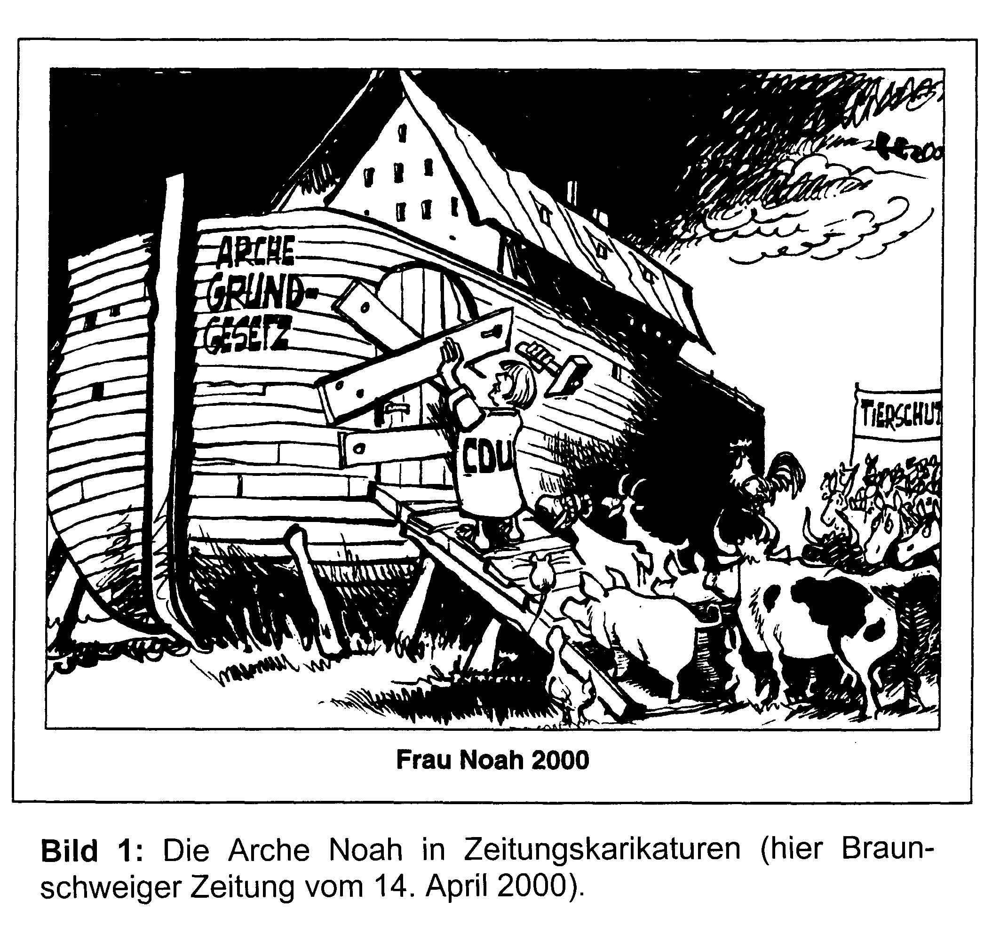 ARCHE
GRUND-
GESETZ
CDU
TIERSCHUT
Frau Noah 2000
Bild 1: Die Arche Noah in Zeitungskarikaturen (hier Braun-
schweiger Zeitung vom 14. April 2000).